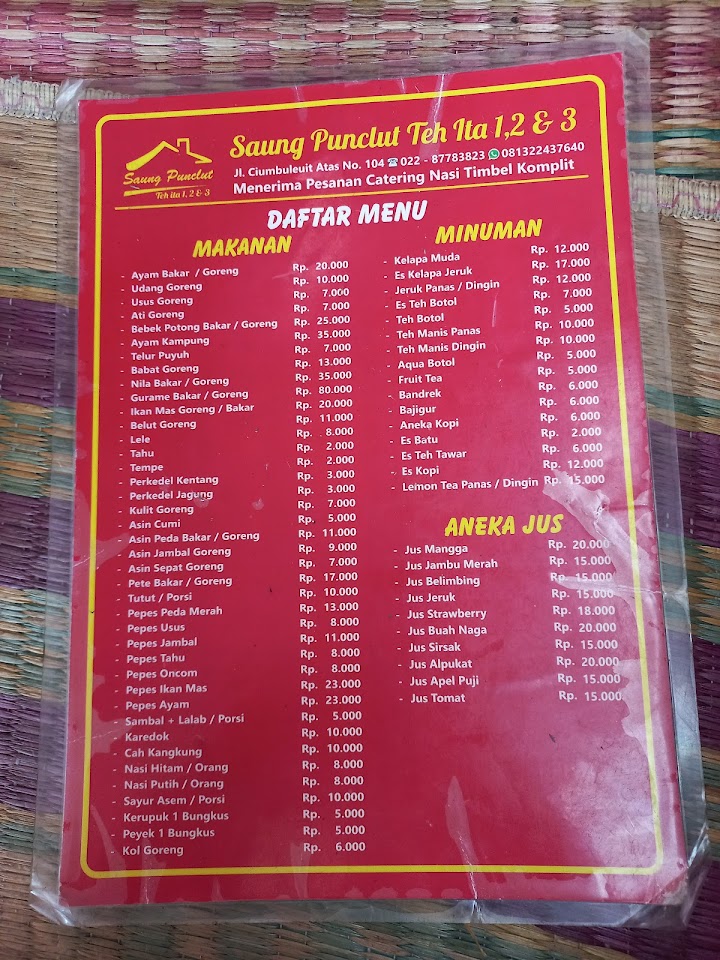 Saung Punclut
Teh ita 1, 2 & 3
Saung Punclut Teh Ita 1,2 & 3
Jl. Ciumbuleuit Atas No. 104 ☎ 022 - 87783823 081322437640
Menerima Pesanan Catering Nasi Timbel Komplit
DAFTAR MENU
MAKANAN
- Ayam Bakar / Goreng Rp. 20.000
- Udang Goreng Rp. 10.000
- Usus Goreng Rp. 7.000
- Ati Goreng Rp. 7.000
- Bebek Potong Bakar / Goreng Rp. 25.000
- Ayam Kampung Rp. 35.000
- Telur Puyuh Rp. 7.000
- Babat Goreng Rp. 13.000
- Nila Bakar / Goreng Rp. 35.000
- Gurame Bakar / Goreng Rp. 80.000
- Ikan Mas Goreng / Bakar Rp. 20.000
- Belut Goreng Rp. 11.000
- Lele Rp. 8.000
- Tahu Rp. 2.000
- Tempe Rp. 2.000
- Perkedel Kentang Rp. 3.000
- Perkedel Jagung Rp. 3.000
- Kulit Goreng Rp. 7.000
- Asin Cumi Rp. 5.000
- Asin Peda Bakar / Goreng Rp. 11.000
- Asin Jambal Goreng Rp. 9.000
- Asin Sepat Goreng Rp. 7.000
- Pete Bakar / Goreng Rp. 17.000
- Tutut / Porsi Rp. 10.000
- Pepes Peda Merah Rp. 13.000
- Pepes Usus Rp. 8.000
- Pepes Jambal Rp. 11.000
- Pepes Tahu Rp. 8.000
- Pepes Oncom Rp. 8.000
- Pepes Ikan Mas Rp. 23.000
- Pepes Ayam Rp. 23.000
- Sambal + Lalab / Porsi Rp. 5.000
- Karedok Rp. 10.000
- Cah Kangkung Rp. 10.000
- Nasi Hitam / Orang Rp. 8.000
- Nasi Putih / Orang Rp. 8.000
- Sayur Asem / Porsi Rp. 10.000
- Kerupuk 1 Bungkus Rp. 5.000
- Peyek 1 Bungkus Rp. 5.000
- Kol Goreng Rp. 6.000
MINUMAN
- Kelapa Muda Rp. 12.000
- Es Kelapa Jeruk Rp. 17.000
- Jeruk Panas / Dingin Rp. 12.000
- Es Teh Botol Rp. 7.000
- Teh Botol Rp. 5.000
- Teh Manis Panas Rp. 10.000
- Teh Manis Dingin Rp. 10.000
- Aqua Botol Rp. 5.000
- Fruit Tea Rp. 5.000
- Bandrek Rp. 6.000
- Bajigur Rp. 6.000
- Aneka Kopi Rp. 6.000
- Es Batu Rp. 2.000
- Es Teh Tawar Rp. 6.000
- Es Kopi Rp. 12.000
- Lemon Tea Panas / Dingin Rp. 15.000
ANEKA JUS
- Jus Mangga Rp. 20.000
- Jus Jambu Merah Rp. 15.000
- Jus Belimbing Rp. 15.000
- Jus Jeruk Rp. 15.000
- Jus Strawberry Rp. 18.000
- Jus Buah Naga Rp. 20.000
- Jus Sirsak Rp. 15.000
- Jus Alpukat Rp. 20.000
- Jus Apel Puji Rp. 15.000
- Jus Tomat Rp. 15.000